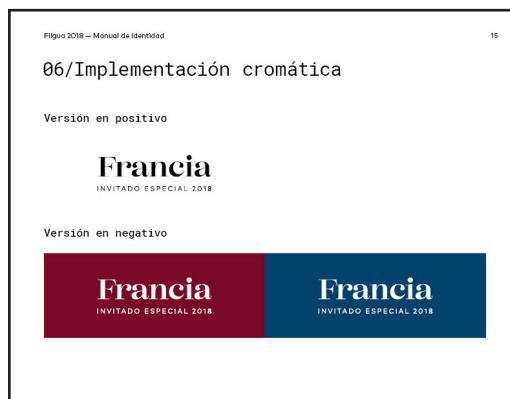 Filgua 2018 — Manual de Identidad
15
06/Implementación cromática
Versión en positivo
Francia
INVITADO ESPECIAL 2018
Versión en negativo
Francia
INVITADO ESPECIAL 2018
Francia
INVITADO ESPECIAL 2018